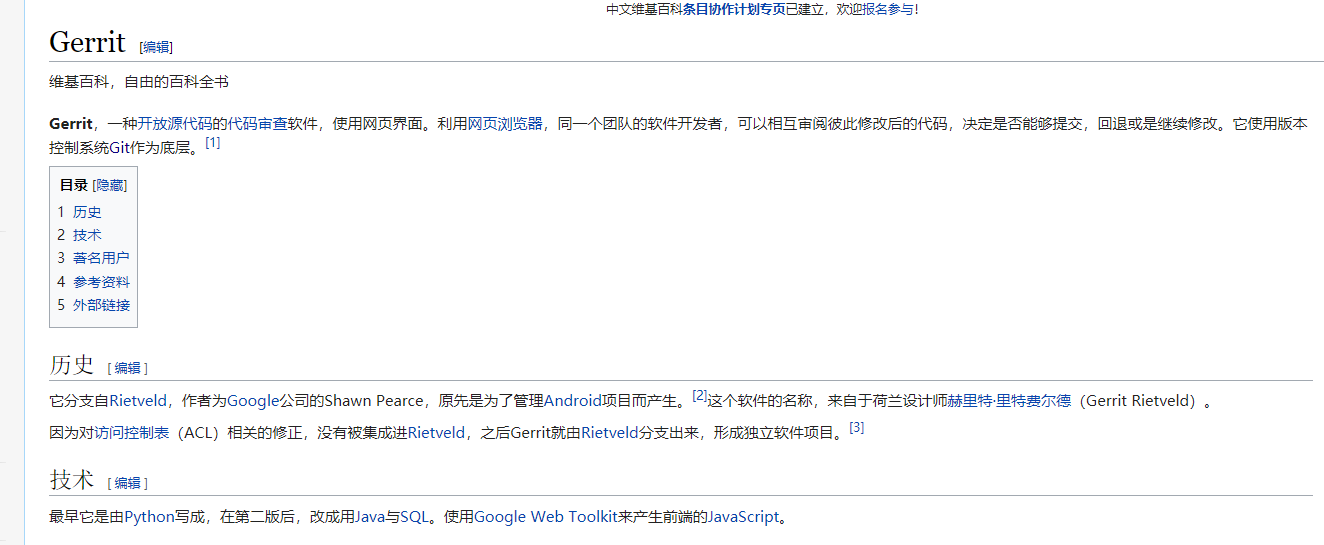 中文维基百科条目协作计划专页已建立，欢迎报名参与！
Gerrit [编辑]
维基百科，自由的百科全书
Gerrit，一种开放源代码的代码审查软件，使用网页界面。利用网页浏览器，同一个团队的软件开发者，可以相互审阅彼此修改后的代码，决定是否能够提交，回退或是继续修改。它使用版本
控制系统Git作为底层。[1]
目录 [隐藏]
1 历史
2 技术
3 著名用户
4 参考资料
5 外部链接
历史 [ 编辑 ]
它分支自Rietveld，作者为Google公司的Shawn Pearce，原先是为了管理Android项目而产生。[2]这个软件的名称，来自于荷兰设计师赫里特·里特费尔德（Gerrit Rietveld）。
因为对访问控制表（ACL）相关的修正，没有被集成进Rietveld，之后Gerrit就由Rietveld分支出来，形成独立软件项目。[3]
技术 [ 编辑 ]
最早它是由Python写成，在第二版后，改成用Java与SQL。使用Google Web Toolkit来产生前端的JavaScript。